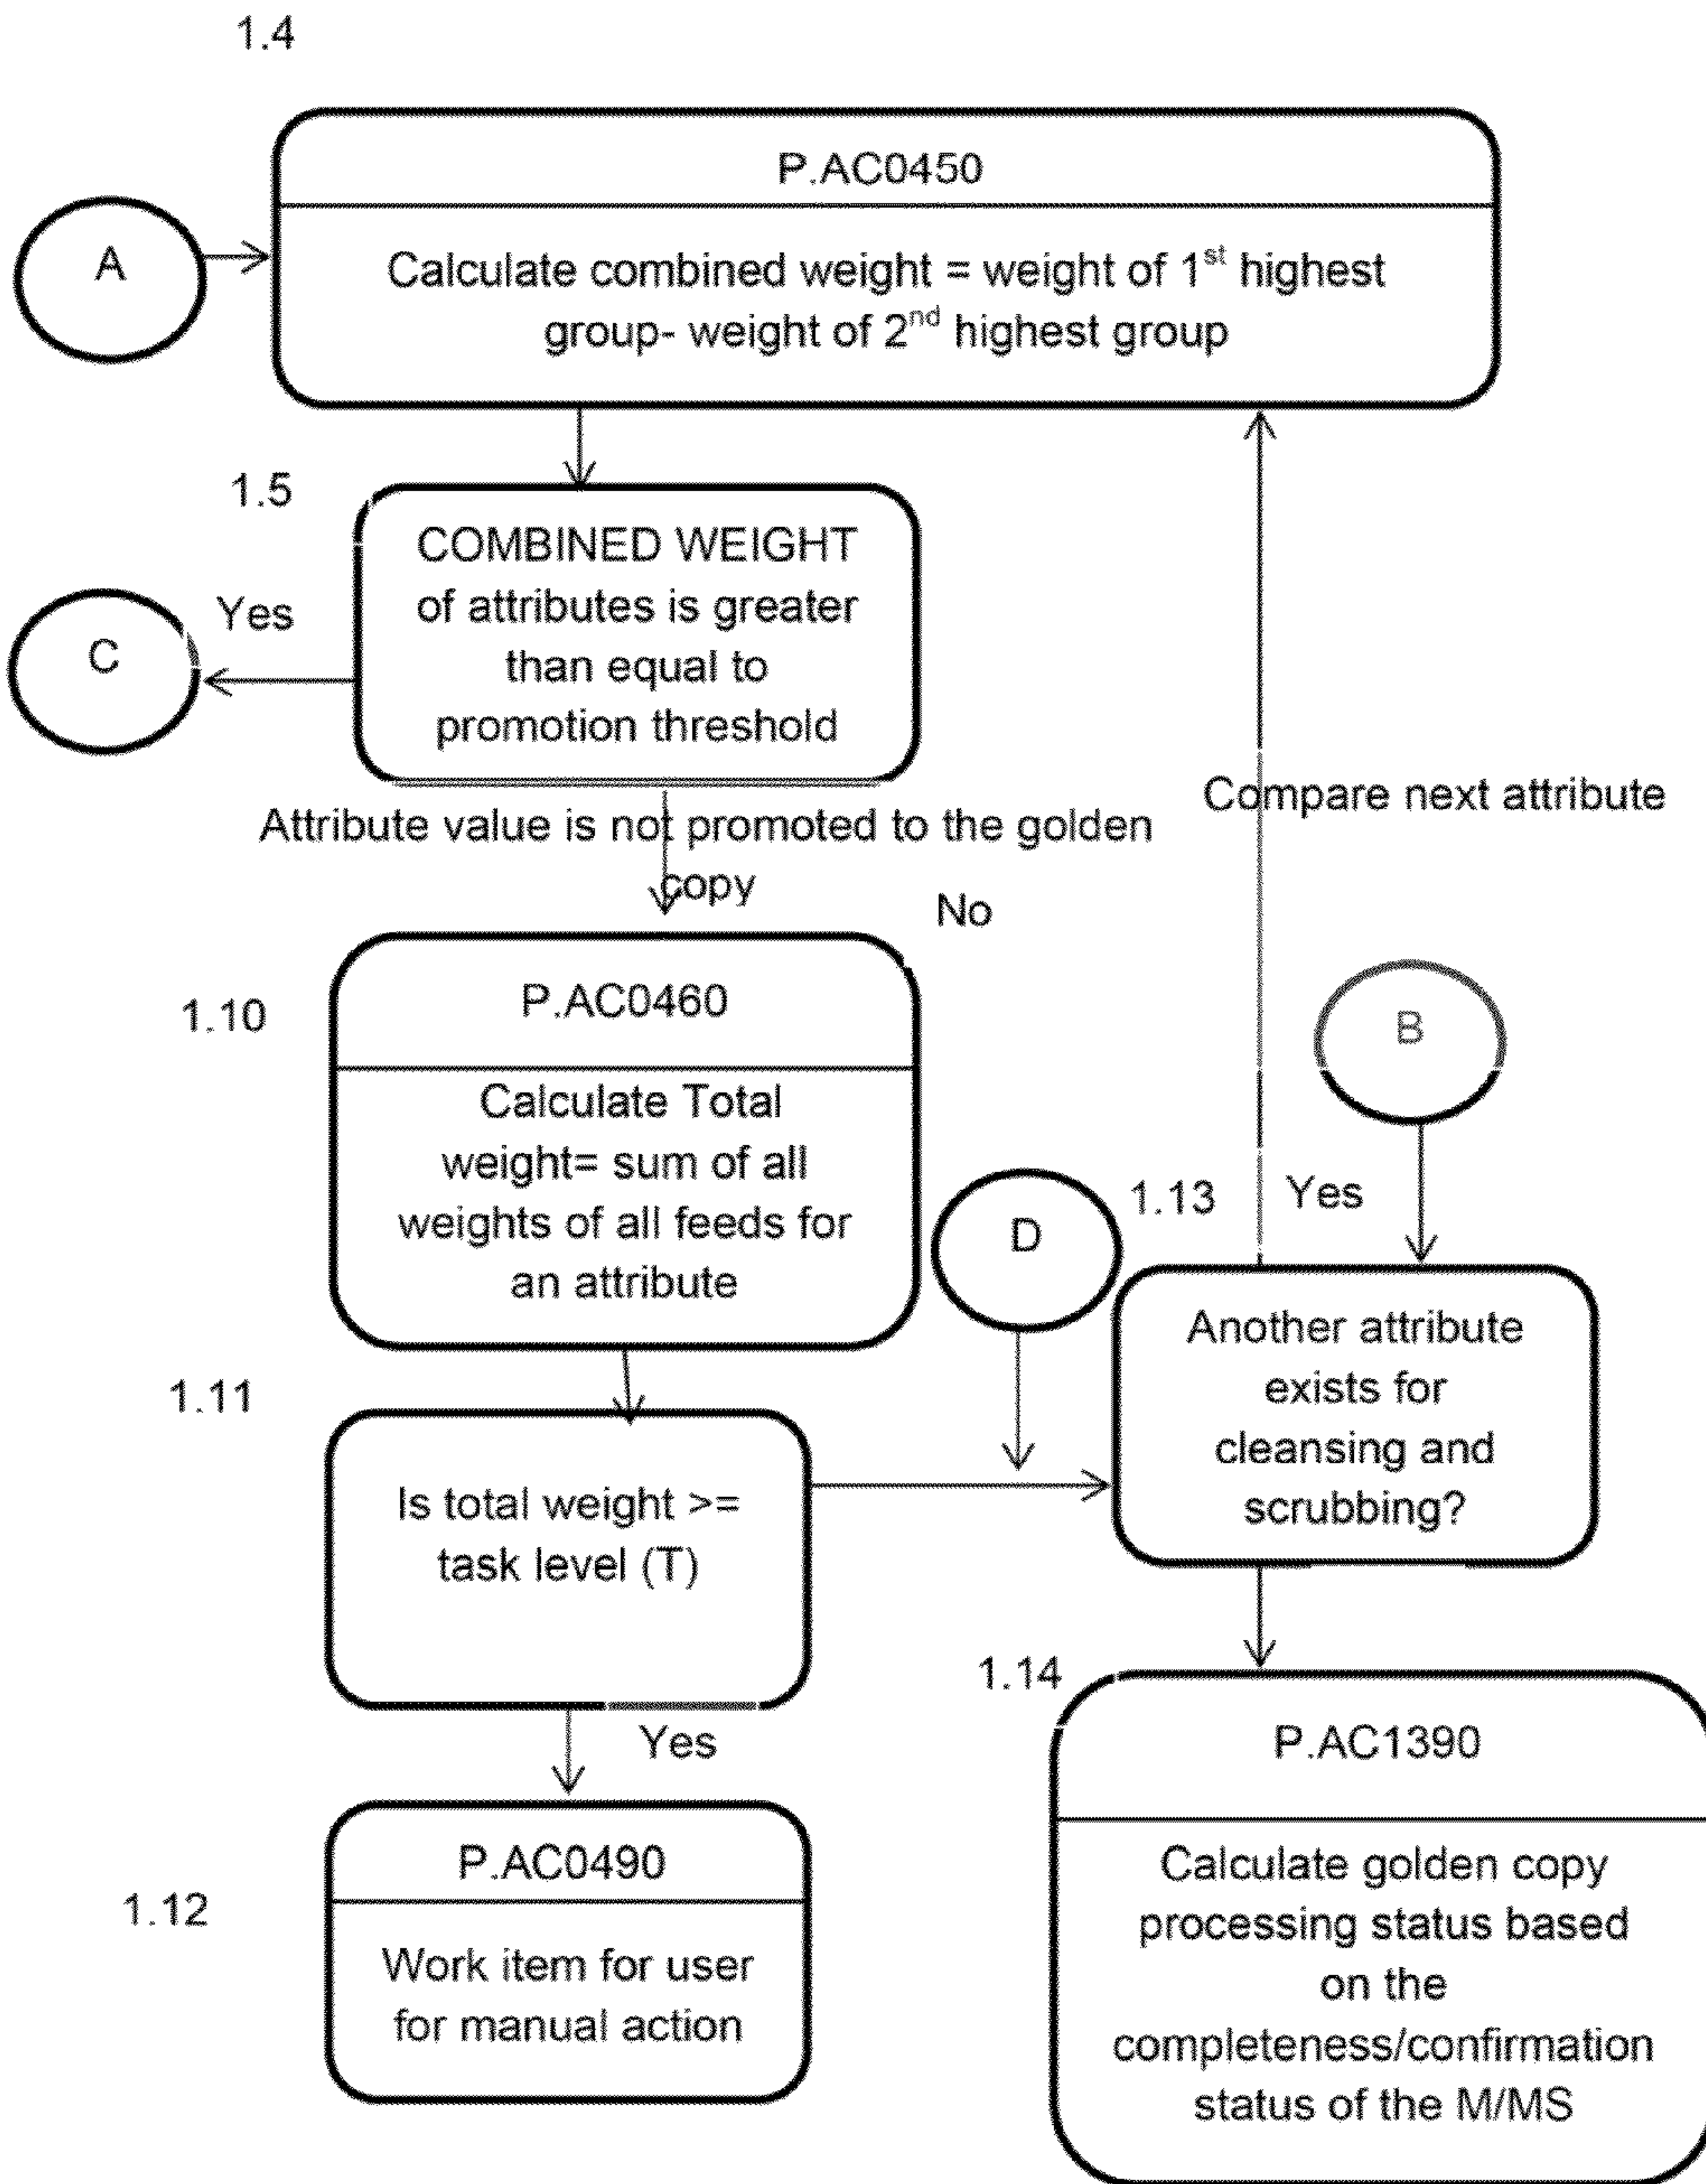 1.4
P.AC0450
A
Calculate combined weight = weight of 1st highest
group- weight of 2nd highest group
1.5
COMBINED WEIGHT
of attributes is greater
than equal to
promotion threshold
Yes
C
Compare next attribute
Attribute value is not promoted to the golden
copy
No
1.10
P.AC0460
Calculate Total
weight= sum of all
weights of all feeds for
an attribute
B
D
1.13
Yes
Another attribute
exists for
cleansing and
scrubbing?
1.11
Is total weight >=
task level (T)
Yes
1.14
P.AC1390
Calculate golden copy
processing status based
on the
completeness/confirmation
status of the M/MS
1.12
P.AC0490
Work item for user
for manual action